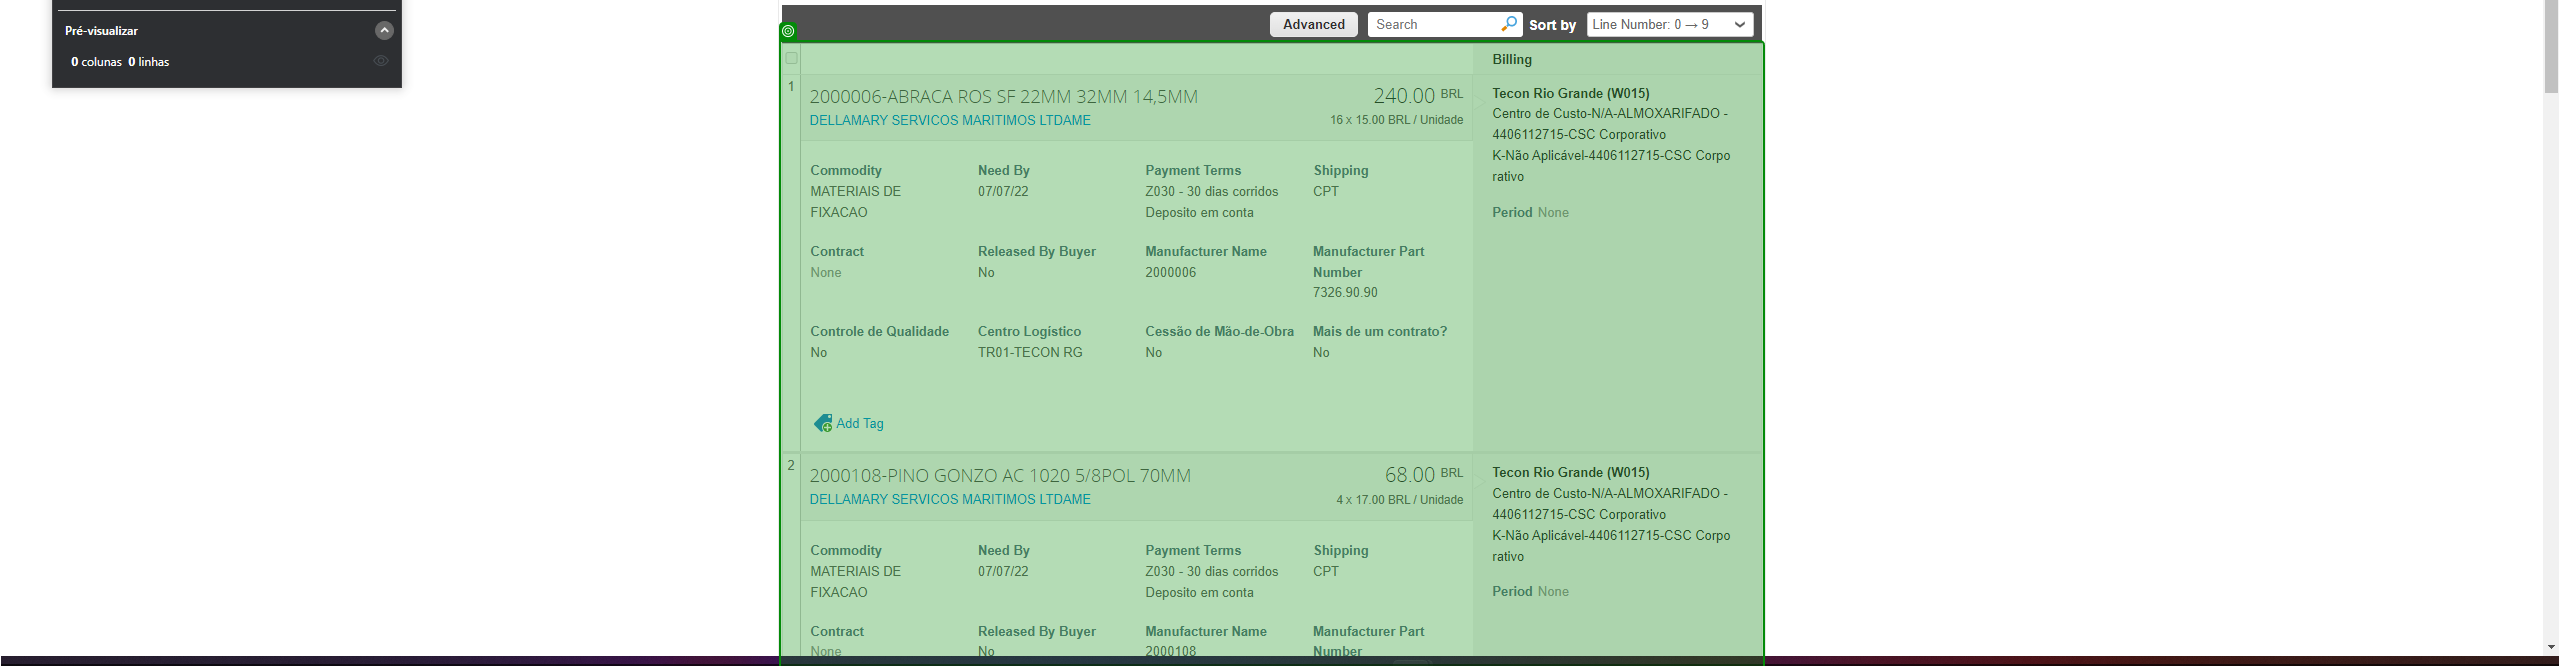 Pré-visualizar
0 colunas 0 linhas
Advanced
Search
Sort by
Line Number: 0 → 9
Billing
1
2000006-ABRACA ROS SF 22MM 32MM 14,5MM
240.00 BRL
DELLAMARY SERVICOS MARITIMOS LTDAME
16 x 15.00 BRL / Unidade
Tecon Rio Grande (W015)
Centro de Custo-N/A-ALMOXARIFADO -
4406112715-CSC Corporativo
K-Não Aplicável-4406112715-CSC Corpo
rativo
Period None
Commodity
MATERIAIS DE
FIXACAO
Need By
07/07/22
Payment Terms
Z030 - 30 dias corridos
Deposito em conta
Shipping
CPT
Contract
None
Released By Buyer
No
Manufacturer Name
2000006
Manufacturer Part
Number
7326.90.90
Controle de Qualidade
No
Centro Logístico
TR01-TECON RG
Cessão de Mão-de-Obra
No
Mais de um contrato?
No
Add Tag
2
2000108-PINO GONZO AC 1020 5/8POL 70MM
68.00 BRL
DELLAMARY SERVICOS MARITIMOS LTDAME
4 x 17.00 BRL / Unidade
Tecon Rio Grande (W015)
Centro de Custo-N/A-ALMOXARIFADO -
4406112715-CSC Corporativo
K-Não Aplicável-4406112715-CSC Corpo
rativo
Period None
Commodity
MATERIAIS DE
FIXACAO
Need By
07/07/22
Payment Terms
Z030 - 30 dias corridos
Deposito em conta
Shipping
CPT
Contract
None
Released By Buyer
No
Manufacturer Name
2000108
Manufacturer Part
Number